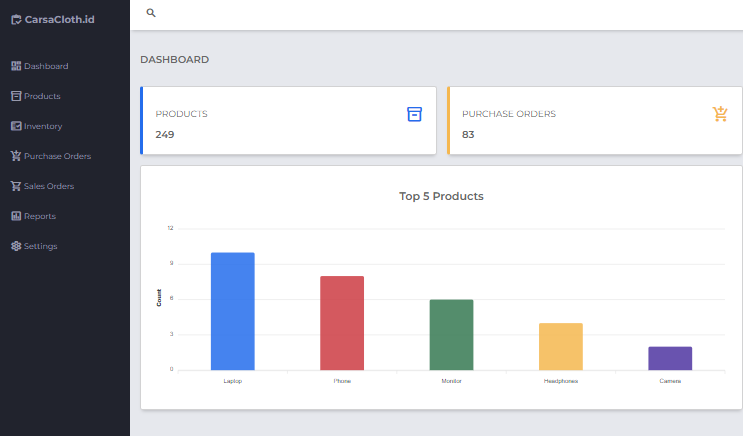 CarsaCloth.id
Dashboard
Products
Inventory
Purchase Orders
Sales Orders
Reports
Settings
DASHBOARD
PRODUCTS
249
PURCHASE ORDERS
83
Top 5 Products
12
9
6
3
0
Count
Laptop
Phone
Monitor
Headphones
Camera